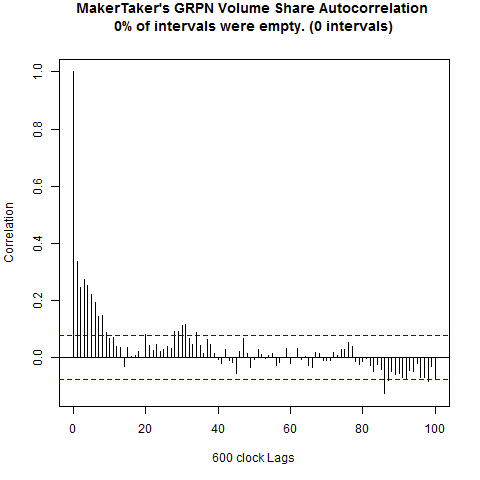 MakerTaker's GRPN Volume Share Autocorrelation
0% of intervals were empty. (0 intervals)
1.0
0.8
0.6
0.4
0.2
0.0
Correlation
0 20 40 60 80 100
600 clock Lags